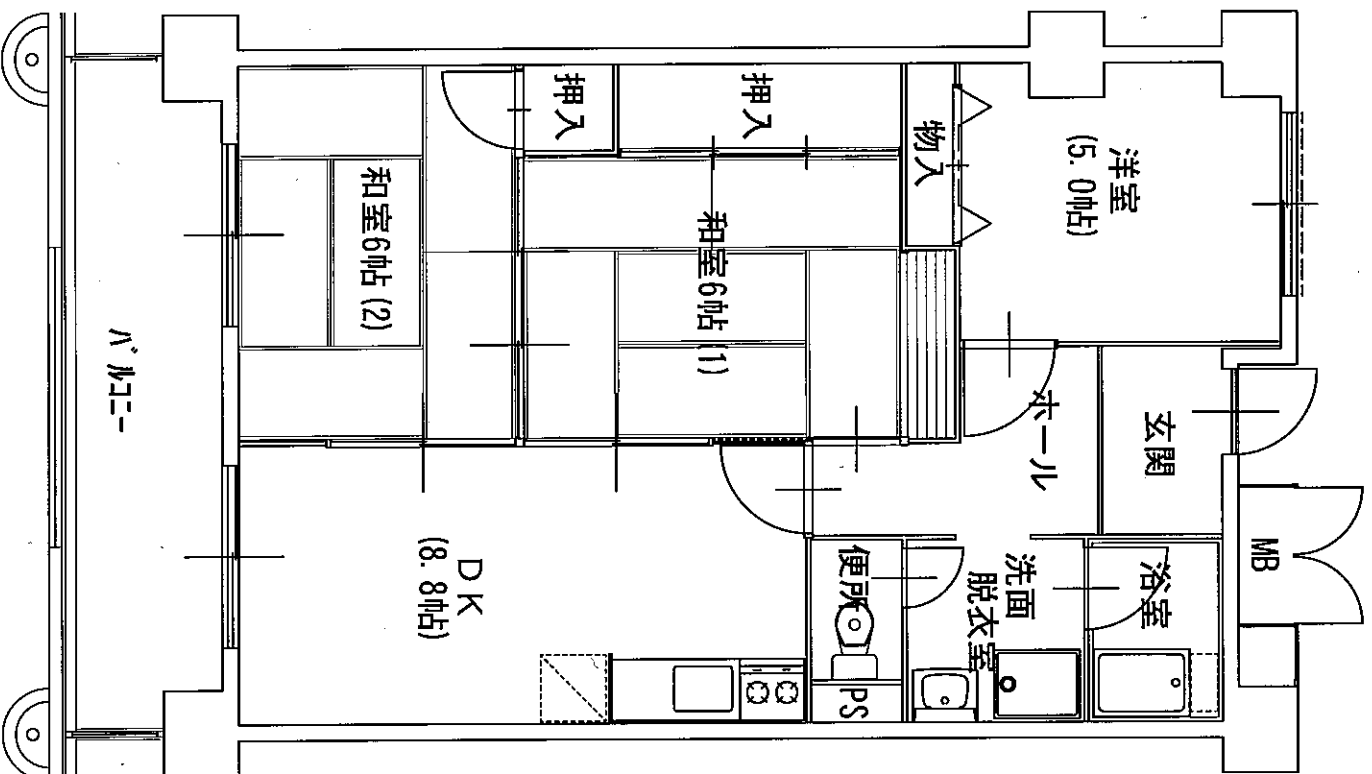 洋室
(5. 0帖)
物入
押入
押入
和室6帖 (1)
和室6帖 (2)
バルコニー
玄関
ホール
MB
浴室
洗面
脱衣室
便所
PS
DK
(8. 8帖)